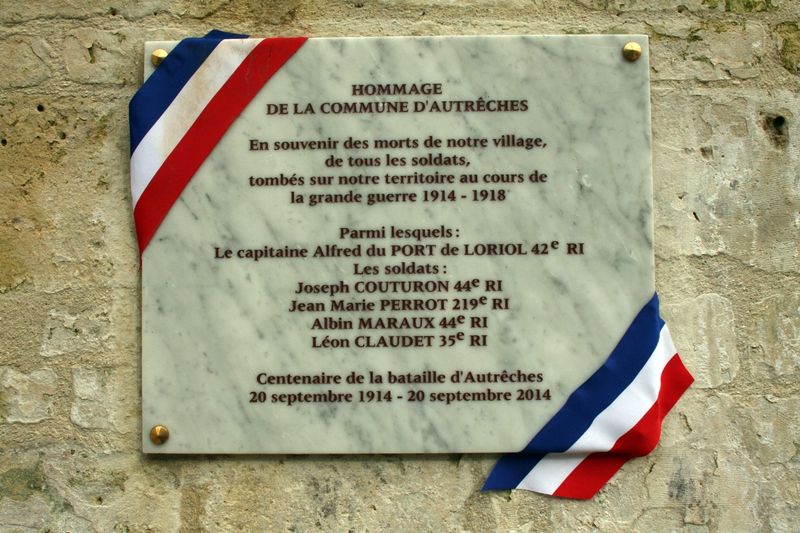 HOMMAGE
DE LA COMMUNE D'AUTRÊCHES
En souvenir des morts de notre village,
de tous les soldats,
tombés sur notre territoire au cours de
la grande guerre 1914 - 1918
Parmi lesquels :
Le capitaine Alfred du PORT de LORIOL 42e RI
Les soldats :
Joseph COUTURON 44e RI
Jean Marie PERROT 219e RI
Albin MARAUX 44e RI
Léon CLAUDET 35e RI
Centenaire de la bataille d'Autrêches
20 septembre 1914 - 20 septembre 2014